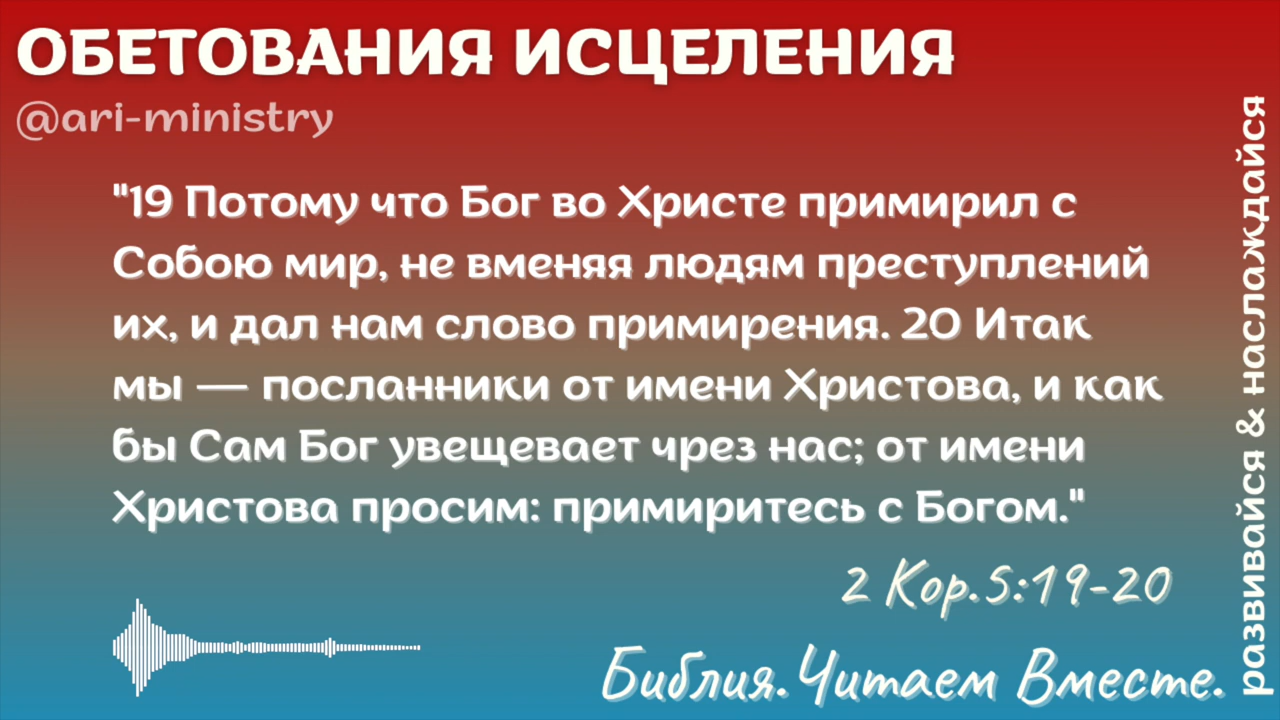 ОБЕТОВАНИЯ ИСЦЕЛЕНИЯ
@ari-ministry
"19 Потому что Бог во Христе примирил с
Собою мир, не вменяя людям преступлений
их, и дал нам слово примирения. 20 Итак
мы — посланники от имени Христова, и как
бы Сам Бог увещевает чрез нас; от имени
Христова просим: примиритесь с Богом."
2 Кор.5:19-20
Библия.Читаем Вместе.
развивайся & наслаждайся